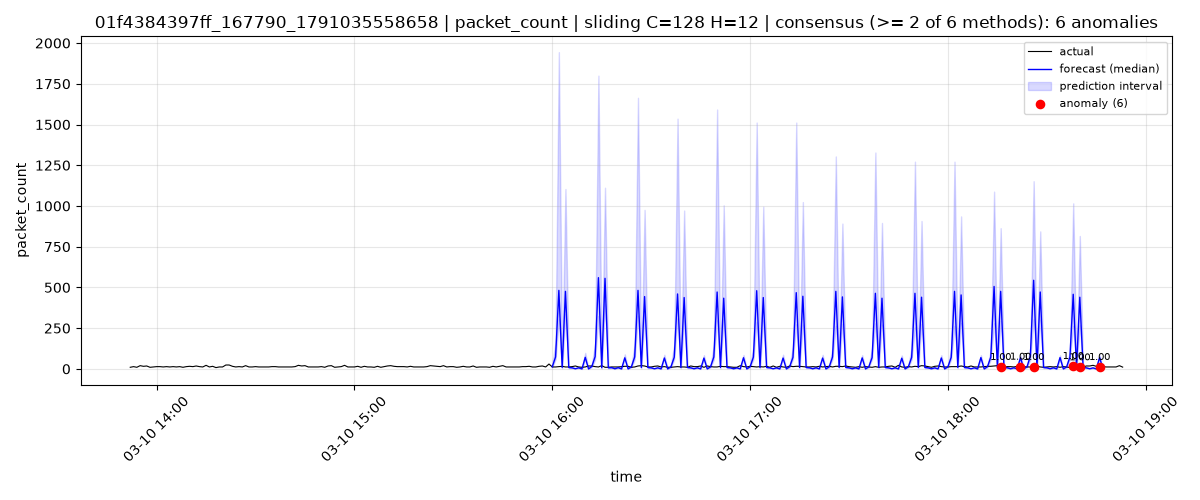 01f4384397ff_167790_1791035558658 | packet_count | sliding C=128 H=12 | consensus (>= 2 of 6 methods): 6 anomalies
packet_count
2000
1750
1500
1250
1000
750
500
250
0
actual
forecast (median)
prediction interval
anomaly (6)
1.00
1.00
03-10 14:00
03-10 15:00
03-10 16:00
03-10 17:00
03-10 18:00
03-10 19:00
time